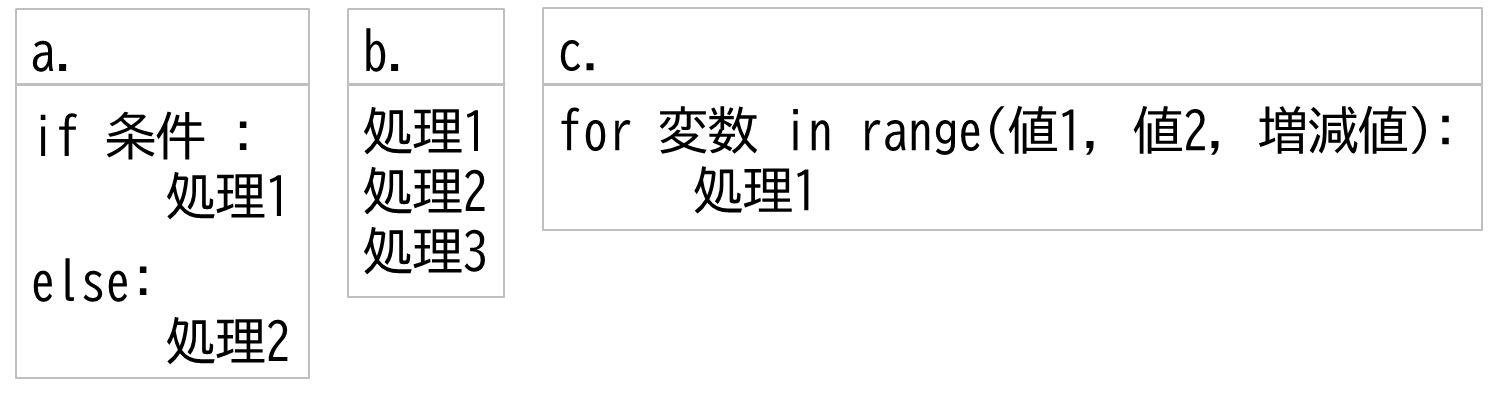 a.
if 条件 :
処理1
else:
処理2
b.
処理1
処理2
処理3
c.
for 変数 in range(値1, 値2, 増減値):
処理1